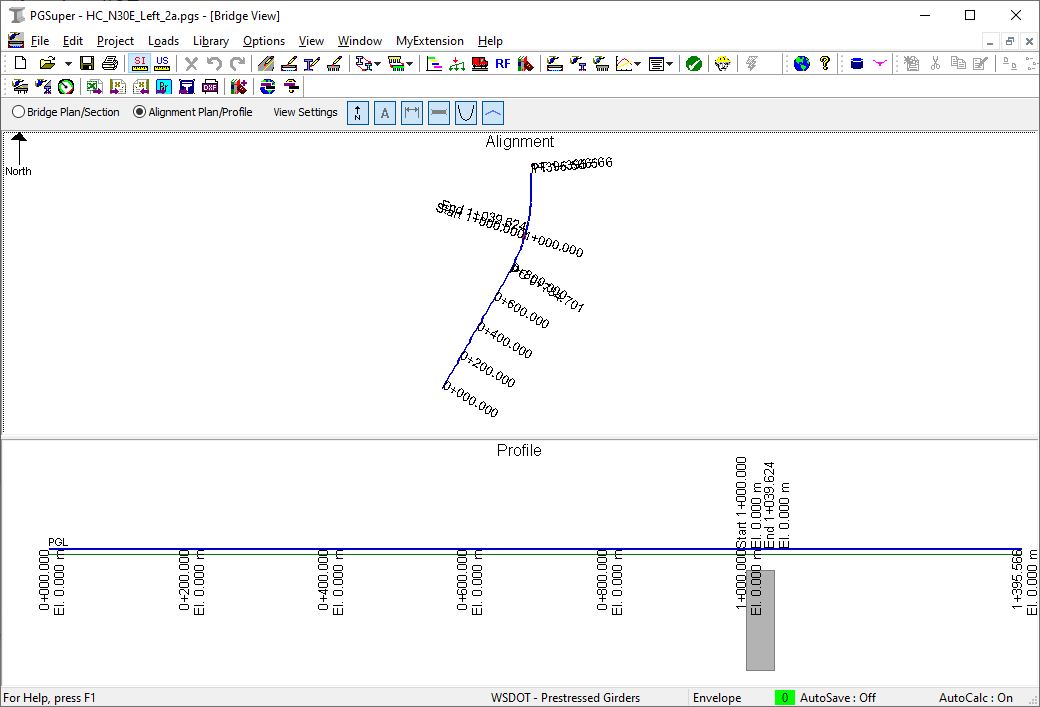 PGSuper - HC_N30E_Left_2a.pgs - [Bridge View]
File Edit Project Loads Library Options View Window MyExtension Help
SI US RF
DXF
Bridge Plan/Section Alignment Plan/Profile View Settings N A
Alignment
North
End 1+039.624
Start 1+000.000
1+000.000
0+800.000
0+600.000
0+400.000
0+200.000
0+000.000
Profile
PGL
0+000.000
El. 0.000 m
0+200.000
El. 0.000 m
0+400.000
El. 0.000 m
0+600.000
El. 0.000 m
0+800.000
El. 0.000 m
Start 1+000.000
El. 0.000 m
End 1+039.624
El. 0.000 m
1+000.000
El. 0.000 m
1+395.566
El. 0.000 m
For Help, press F1 WSDOT - Prestressed Girders Envelope 0 AutoSave : Off AutoCalc : On